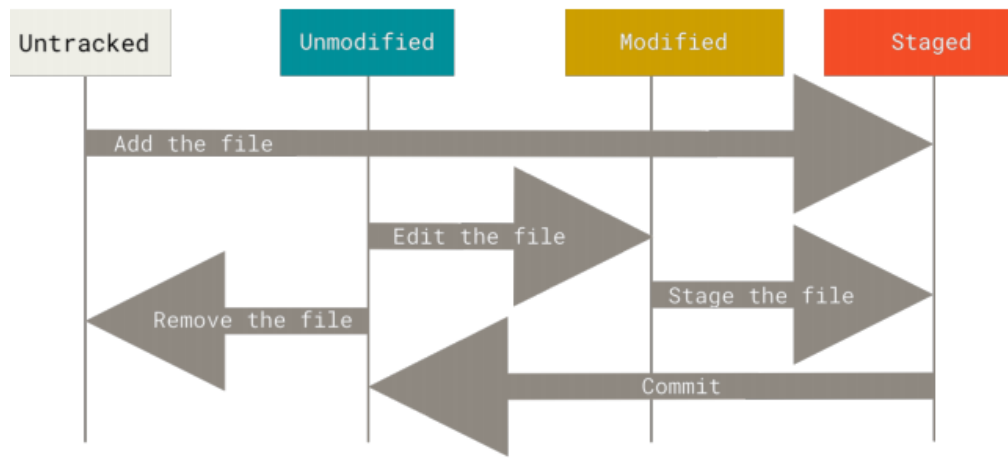 Untracked
Unmodified
Modified
Staged
Add the file
Edit the file
Stage the file
Remove the file
Commit